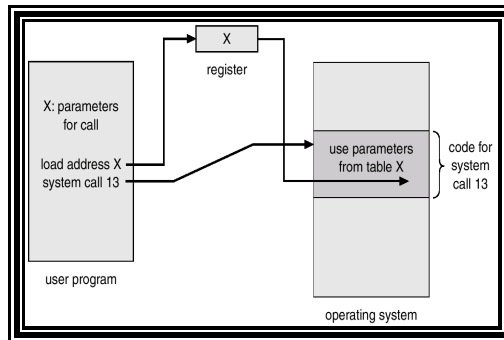 X
register
X: parameters
for call
load address X
system call 13
user program
use parameters
from table X
code for
system
call 13
operating system